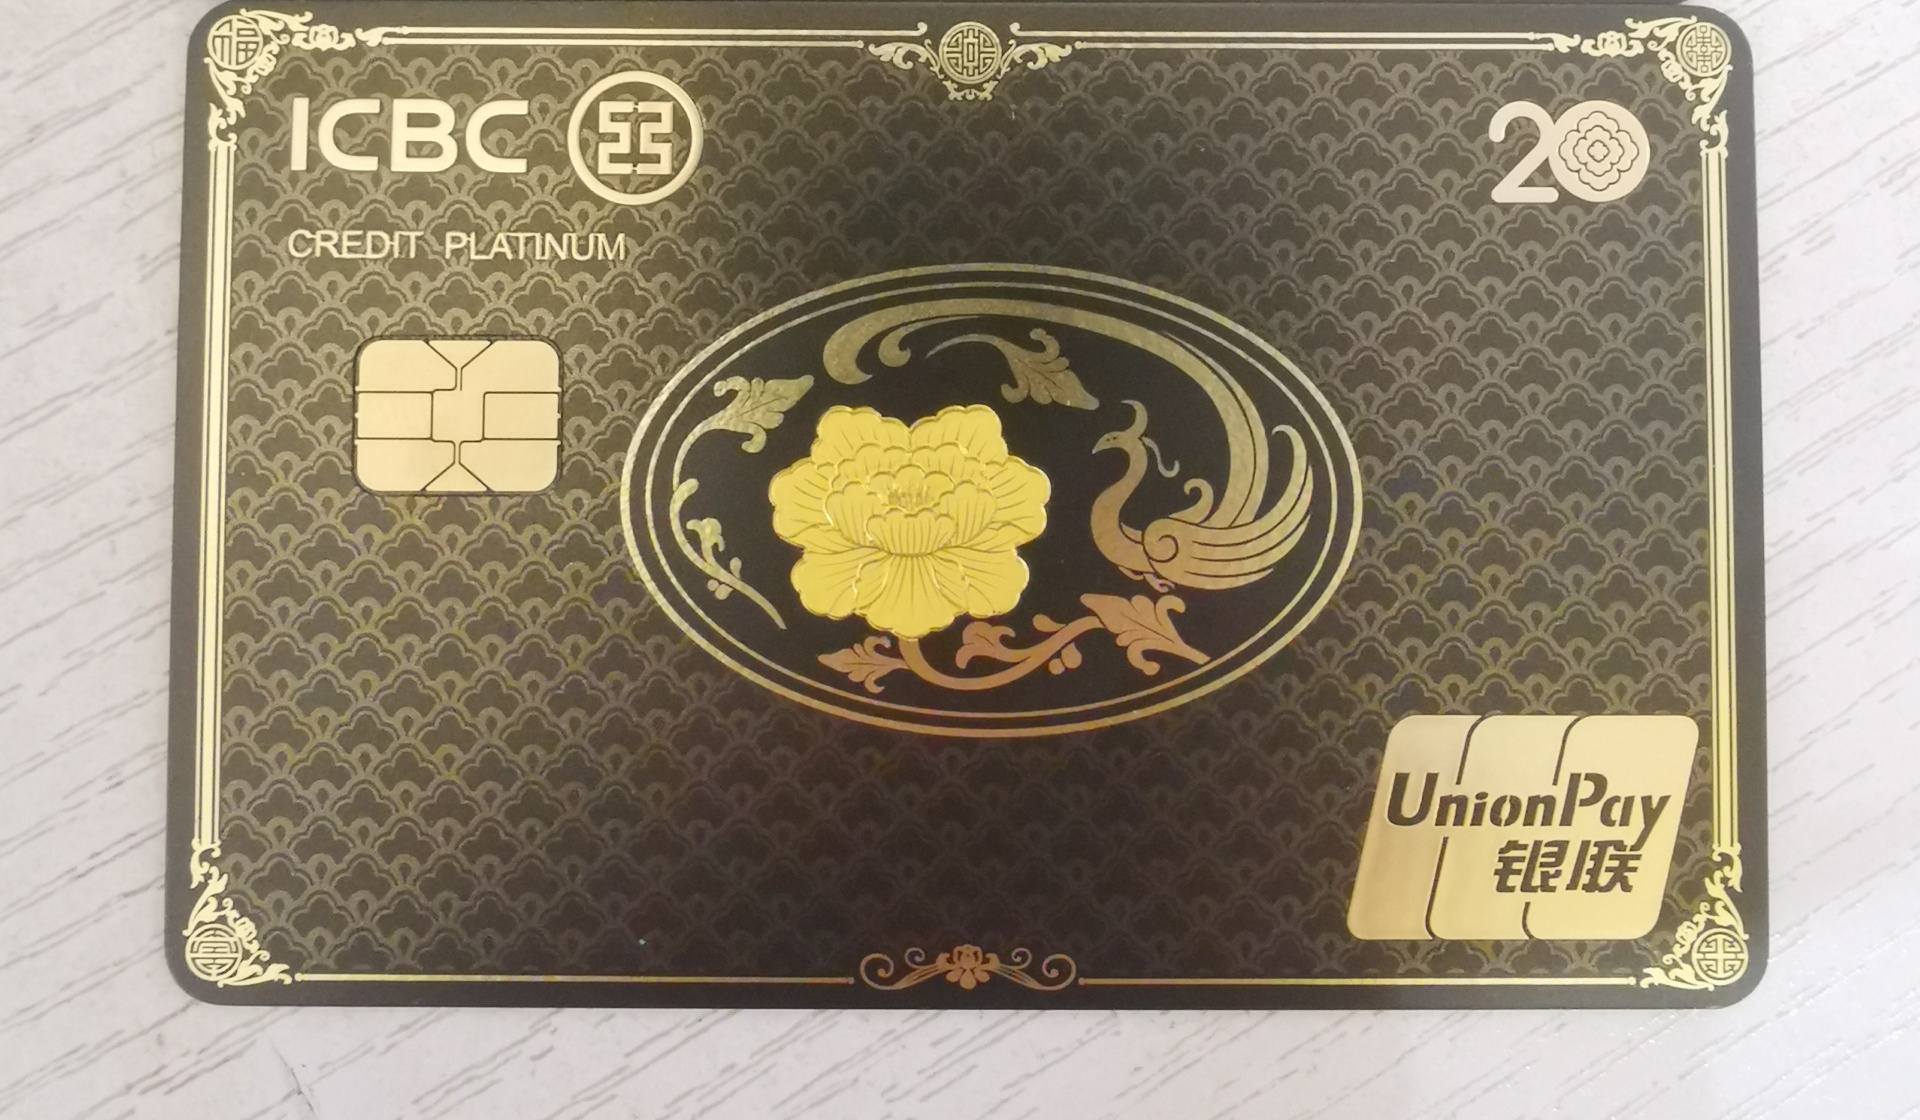 ICBC
20
CREDIT PLATINUM
UnionPay
银联